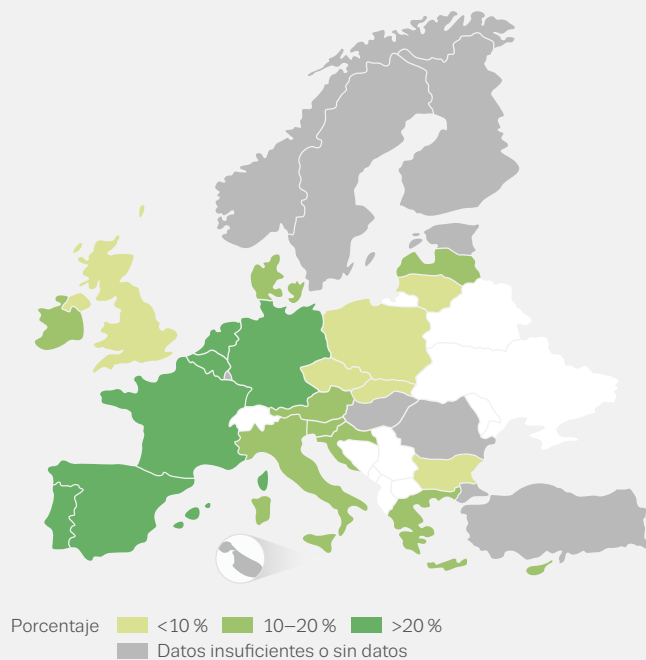 Porcentaje <10 % 10–20 % >20 %
Datos insuficientes o sin datos